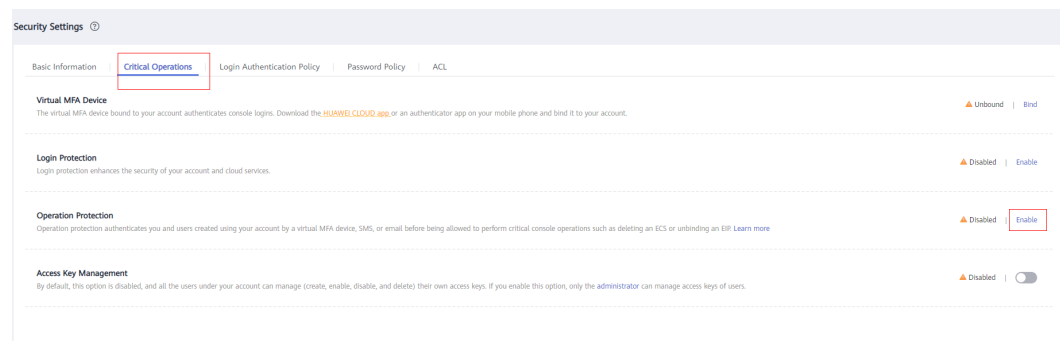 Security Settings ?
Basic Information | Critical Operations | Login Authentication Policy | Password Policy | ACL
Virtual MFA Device
The virtual MFA device bound to your account authenticates console logins. Download the HUAWEI CLOUD app or an authenticator app on your mobile phone and bind it to your account.
Unbound | Bind
Login Protection
Login protection enhances the security of your account and cloud services.
Disabled | Enable
Operation Protection
Operation protection authenticates you and users created using your account by a virtual MFA device, SMS, or email before being allowed to perform critical console operations such as deleting an ECS or unbinding an EIP. Learn more
Disabled | Enable
Access Key Management
By default, this option is disabled, and all the users under your account can manage (create, enable, disable, and delete) their own access keys. If you enable this option, only the administrator can manage access keys of users.
Disabled |